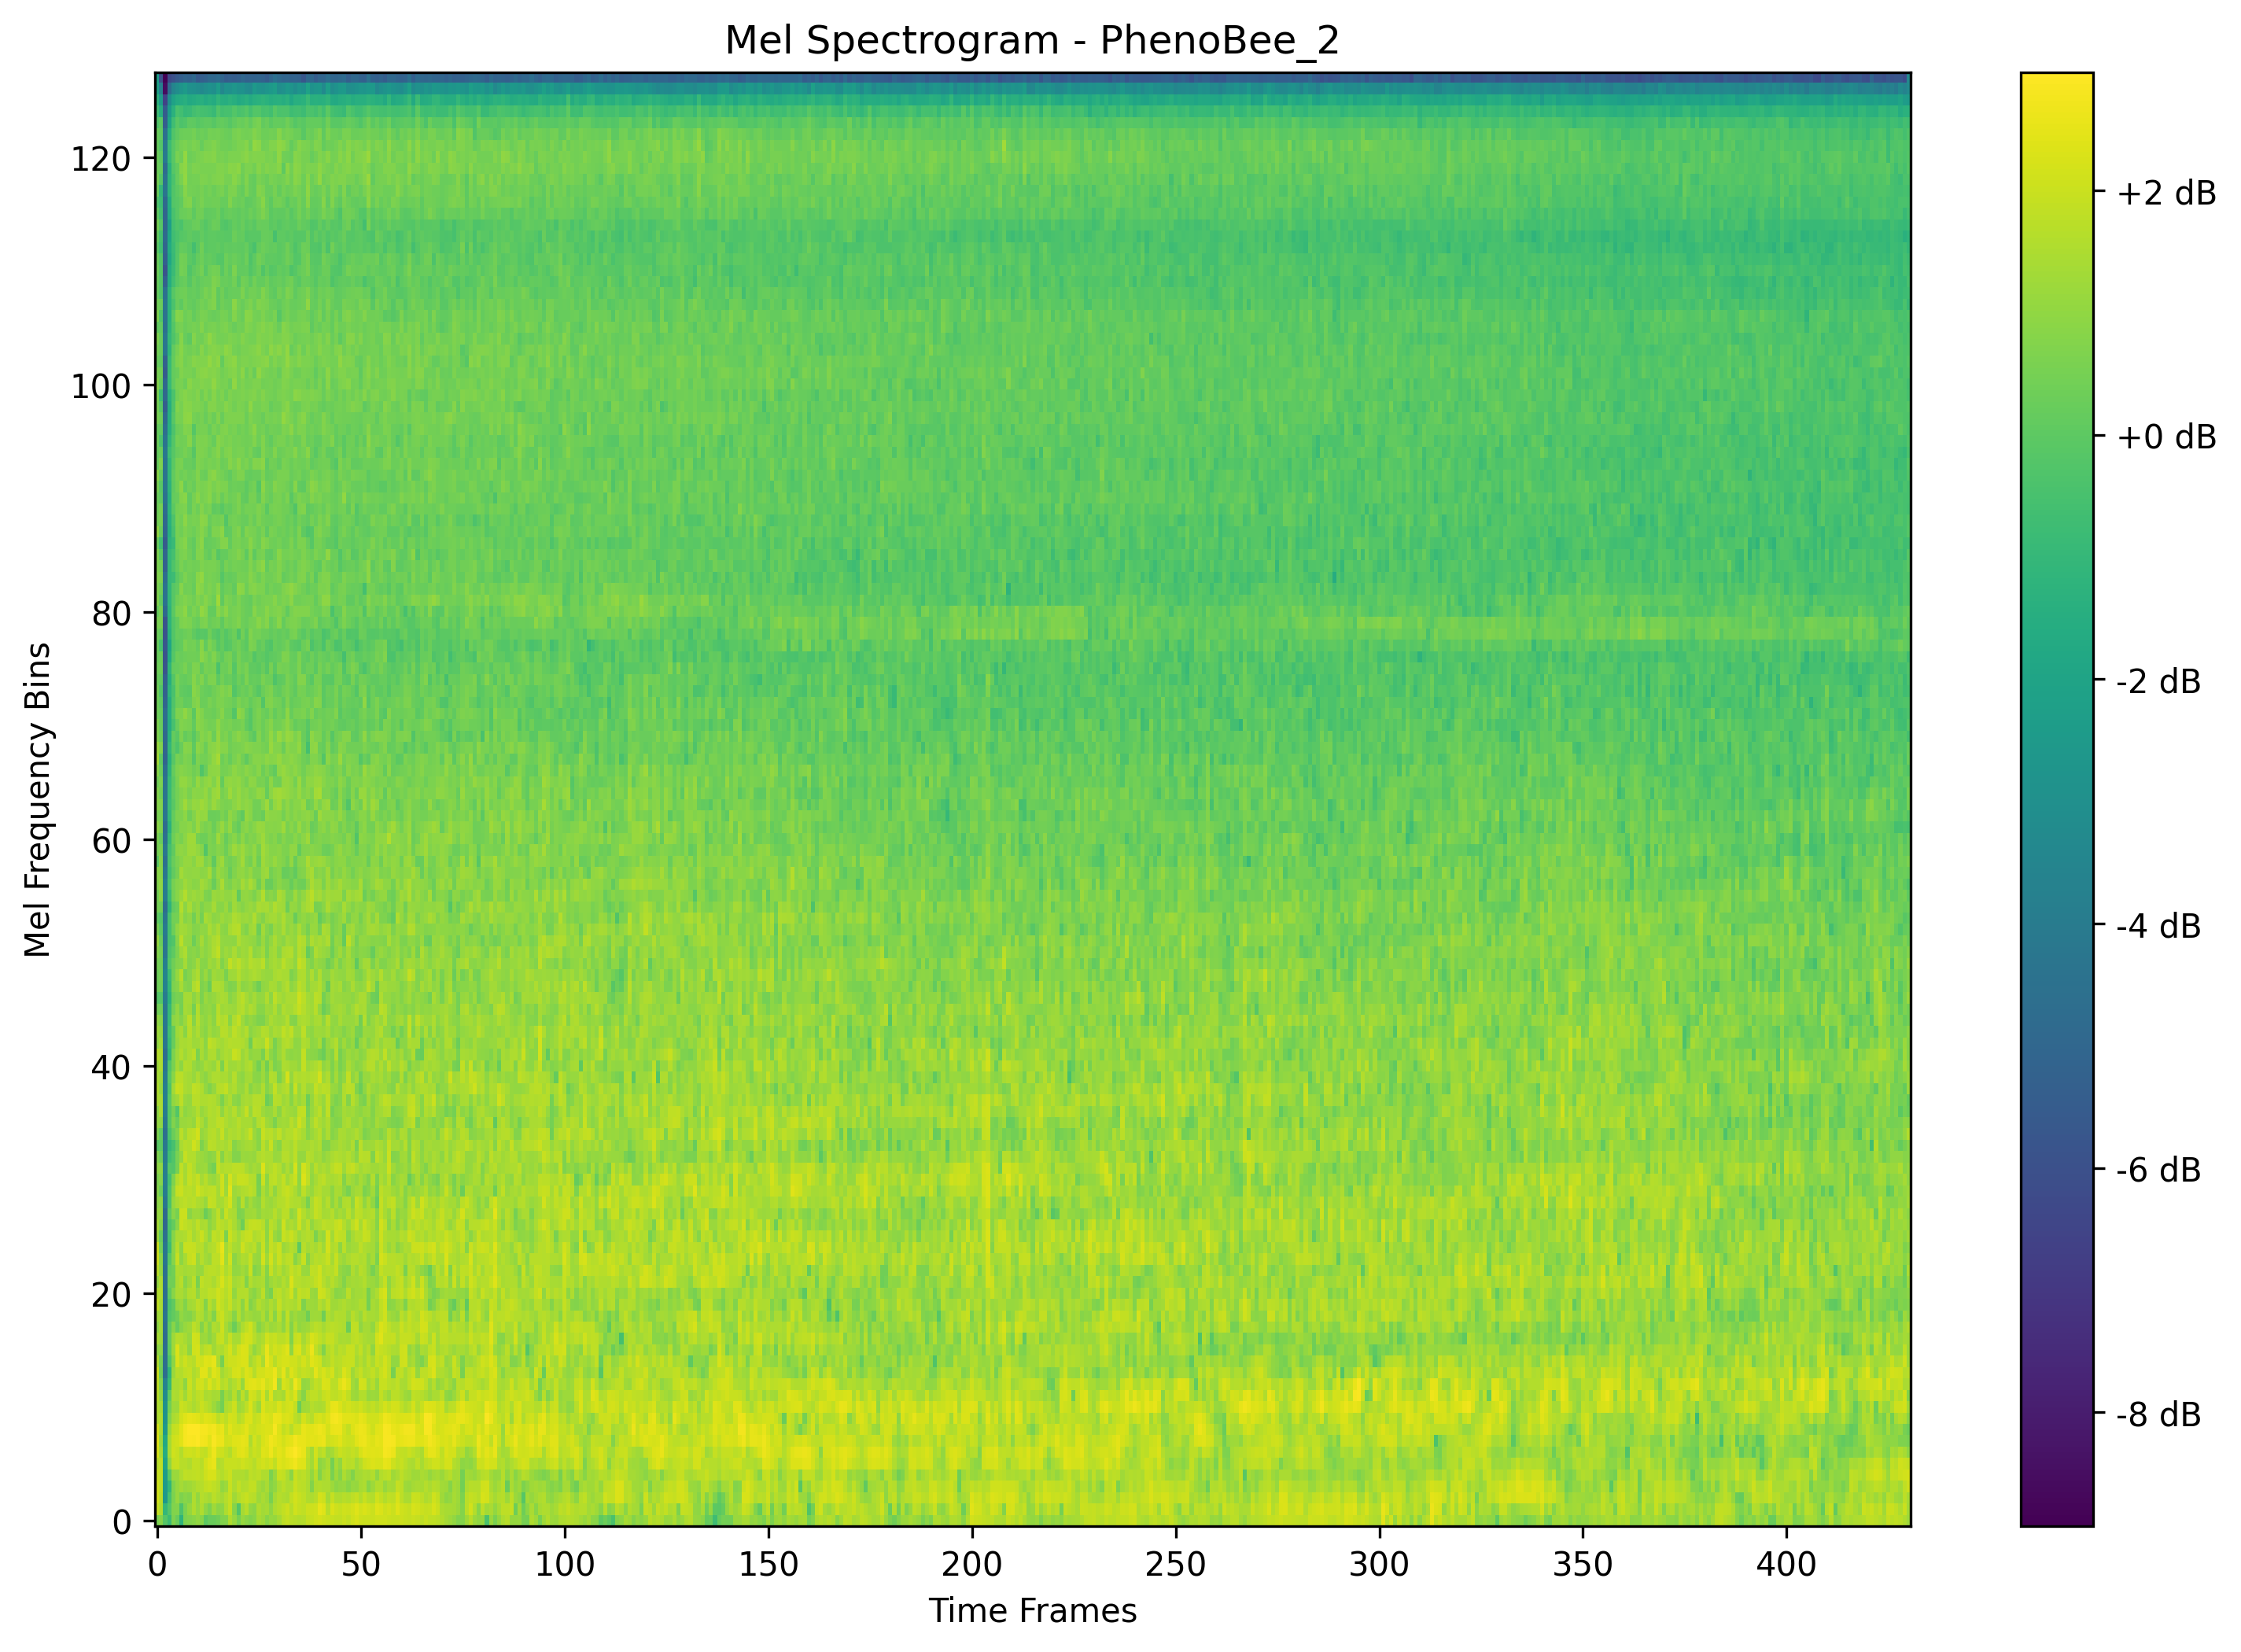 Mel Spectrogram - PhenoBee_2
Mel Frequency Bins
120
100
80
60
40
20
0
0 50 100 150 200 250 300 350 400
Time Frames
+2 dB
+0 dB
-2 dB
-4 dB
-6 dB
-8 dB